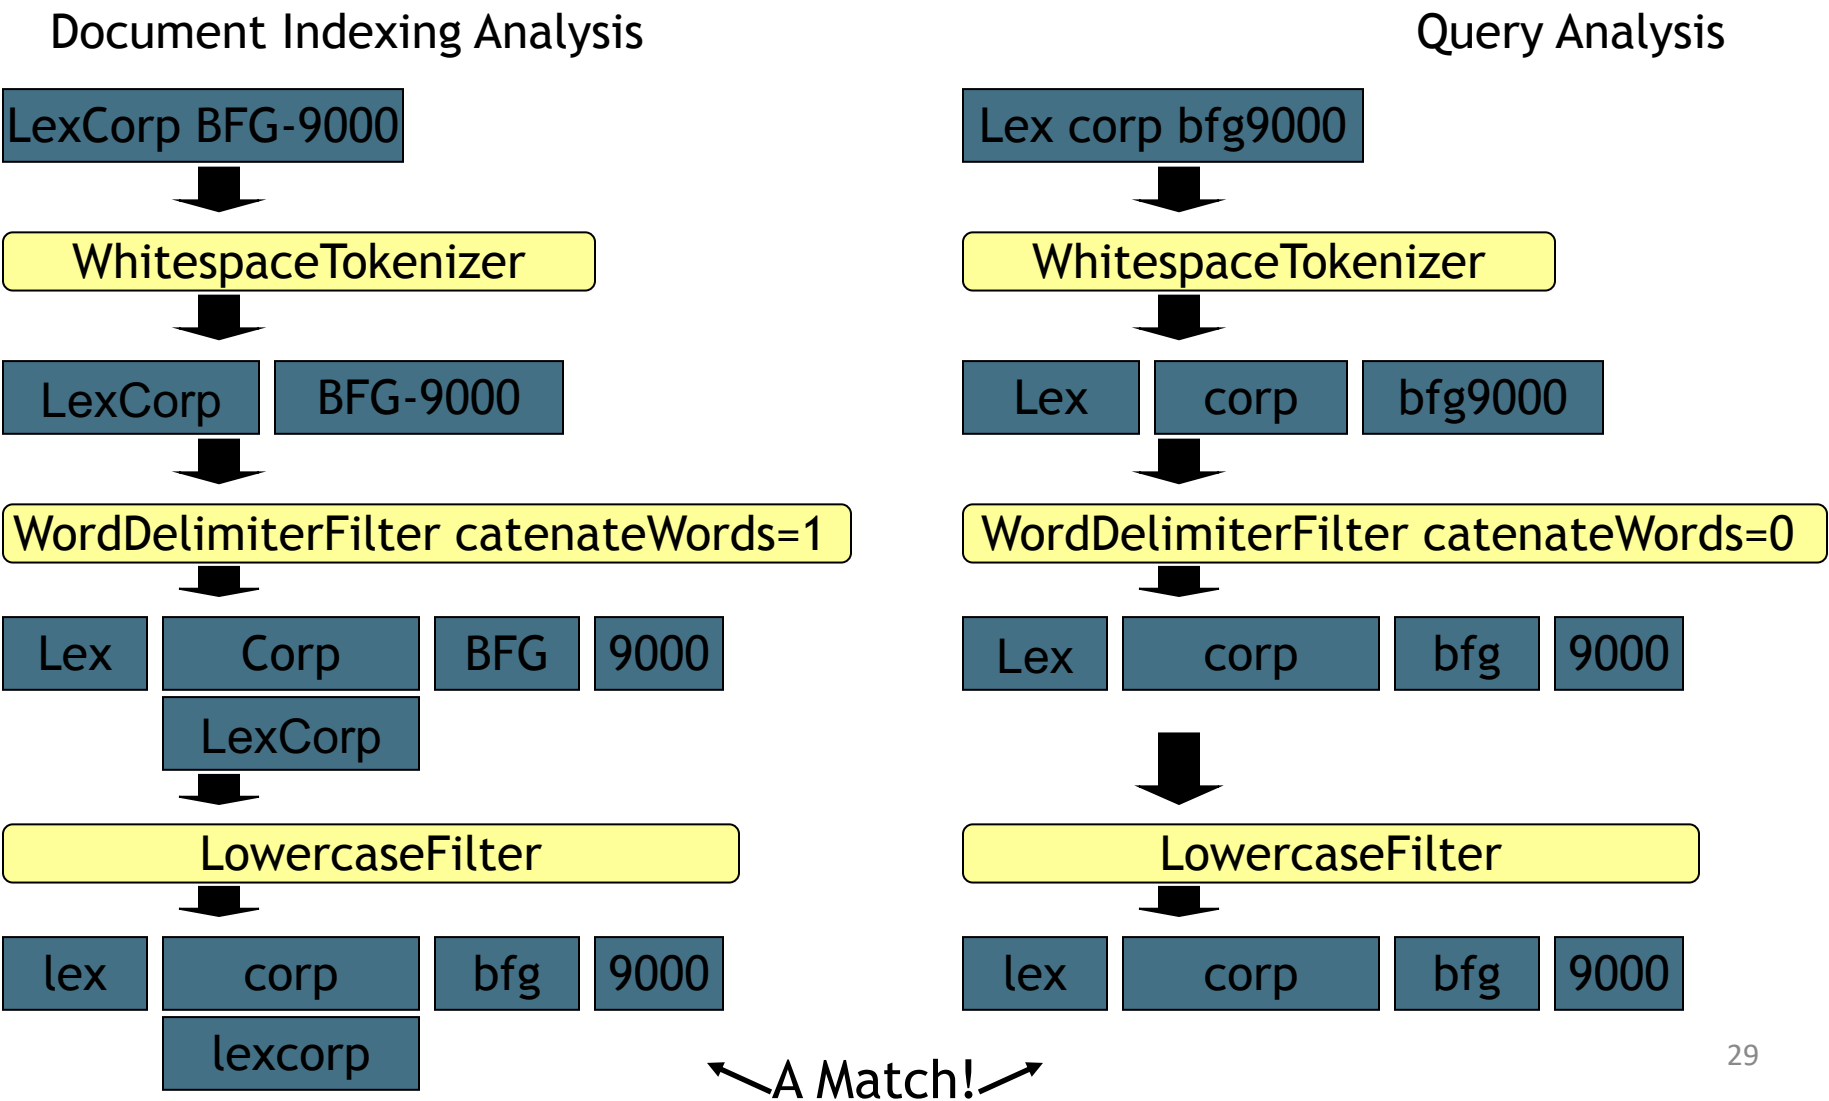 Document Indexing Analysis
LexCorp BFG-9000
WhitespaceTokenizer
LexCorp BFG-9000
WordDelimiterFilter catenateWords=1
Lex Corp BFG 9000
LexCorp
LowercaseFilter
lex corp bfg 9000
lexcorp
Query Analysis
Lex corp bfg9000
WhitespaceTokenizer
Lex corp bfg9000
WordDelimiterFilter catenateWords=0
Lex corp bfg 9000
LowercaseFilter
lex corp bfg 9000
A Match!
29